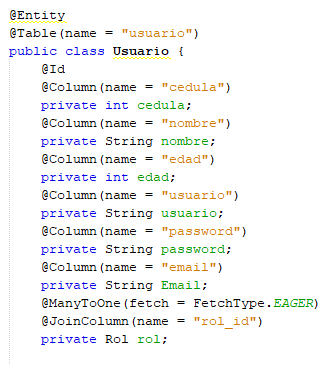 @Entity
@Table(name = "usuario")
public class Usuario {
@Id
@Column(name = "cedula")
private int cedula;
@Column(name = "nombre")
private String nombre;
@Column(name = "edad")
private int edad;
@Column(name = "usuario")
private String usuario;
@Column(name = "password")
private String password;
@Column(name = "email")
private String Email;
@ManyToOne(fetch = FetchType.EAGER)
@JoinColumn(name = "rol_id")
private Rol rol;